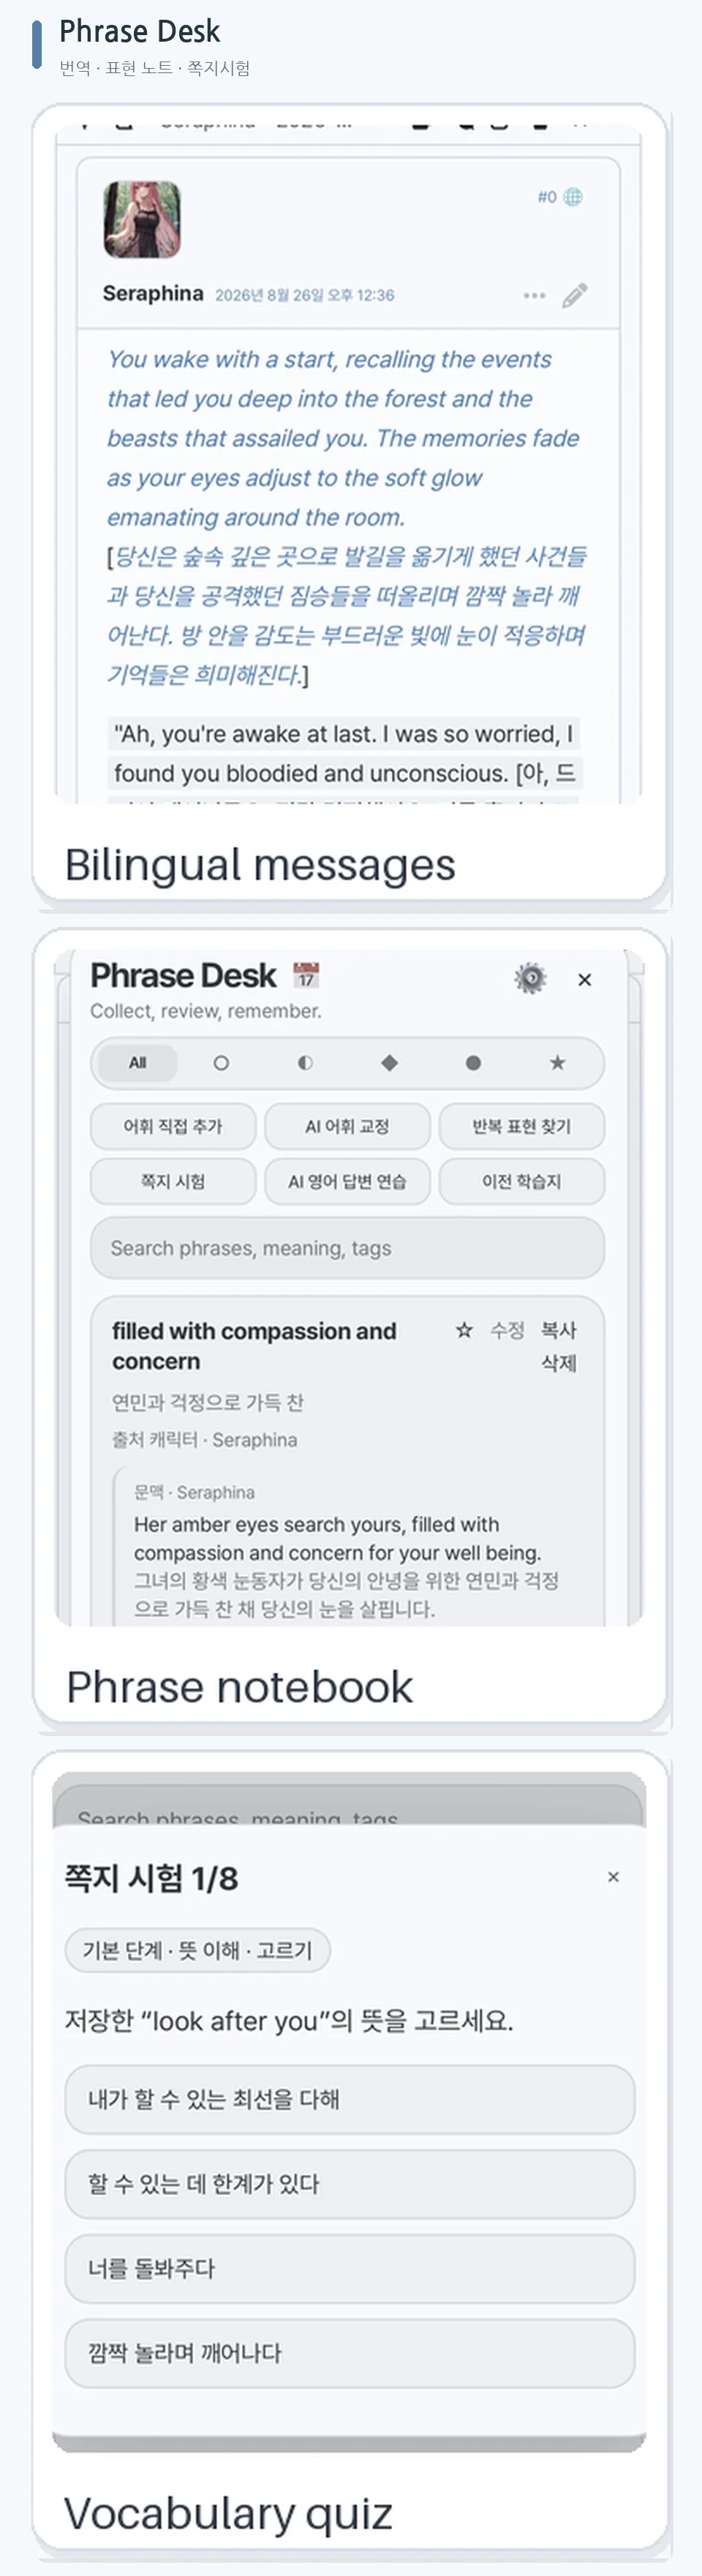 Phrase Desk
번역 · 표현 노트 · 쪽지시험
#0
Seraphina 2026년 8월 26일 오후 12:36
You wake with a start, recalling the events
that led you deep into the forest and the
beasts that assailed you. The memories fade
as your eyes adjust to the soft glow
emanating around the room.
[당신은 숲속 깊은 곳으로 발길을 옮기게 했던 사건들
과 당신을 공격했던 짐승들을 떠올리며 깜짝 놀라 깨
어난다. 방 안을 감도는 부드러운 빛에 눈이 적응하며
기억들은 희미해진다.]
"Ah, you're awake at last. I was so worried, I
found you bloodied and unconscious. [아, 드
Bilingual messages
Phrase Desk 17
Collect, review, remember.
All
어휘 직접 추가 AI 어휘 교정 반복 표현 찾기
쪽지 시험 AI 영어 답변 연습 이전 학습지
Search phrases, meaning, tags
filled with compassion and ☆ 수정 복사
concern 삭제
연민과 걱정으로 가득 찬
출처 캐릭터 · Seraphina
문맥 · Seraphina
Her amber eyes search yours, filled with
compassion and concern for your well being.
그녀의 황색 눈동자가 당신의 안녕을 위한 연민과 걱정
으로 가득 찬 채 당신의 눈을 살핍니다.
Phrase notebook
Search phrases, meaning, tags
쪽지 시험 1/8 ×
기본 단계 · 뜻 이해 · 고르기
저장한 “look after you”의 뜻을 고르세요.
내가 할 수 있는 최선을 다해
할 수 있는 데 한계가 있다
너를 돌봐주다
깜짝 놀라며 깨어나다
Vocabulary quiz